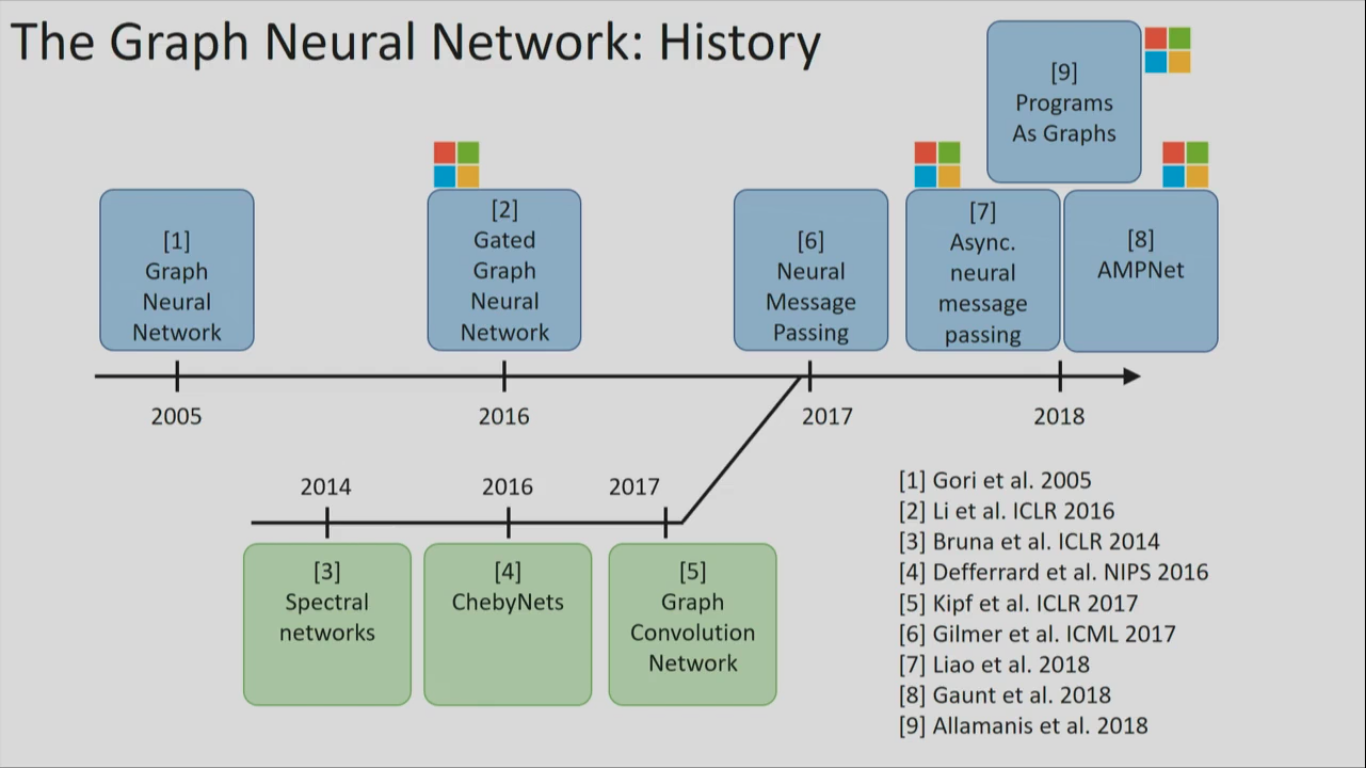 The Graph Neural Network: History
[9]
Programs
As Graphs
[1]
Graph
Neural
Network
[2]
Gated
Graph
Neural
Network
[6]
Neural
Message
Passing
[7]
Async.
neural
message
passing
[8]
AMPNet
2005
2016
2017
2018
2014
2016
2017
[3]
Spectral
networks
[4]
ChebyNets
[5]
Graph
Convolution
Network
[1] Gori et al. 2005
[2] Li et al. ICLR 2016
[3] Bruna et al. ICLR 2014
[4] Defferrard et al. NIPS 2016
[5] Kipf et al. ICLR 2017
[6] Gilmer et al. ICML 2017
[7] Liao et al. 2018
[8] Gaunt et al. 2018
[9] Allamanis et al. 2018